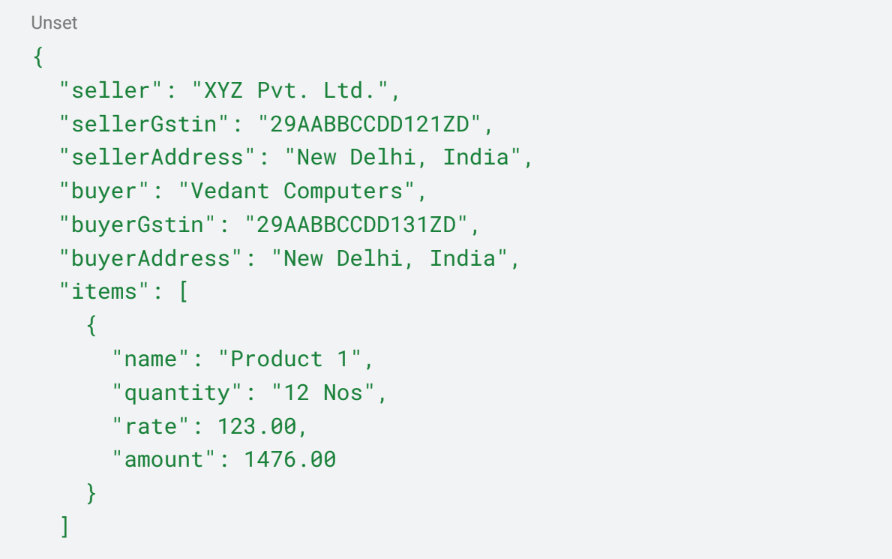 Unset
{
"seller": "XYZ Pvt. Ltd.",
"sellerGstin": "29AABBCCDD121ZD",
"sellerAddress": "New Delhi, India",
"buyer": "Vedant Computers",
"buyerGstin": "29AABBCCDD131ZD",
"buyerAddress": "New Delhi, India",
"items": [
{
"name": "Product 1",
"quantity": "12 Nos",
"rate": 123.00,
"amount": 1476.00
}
]